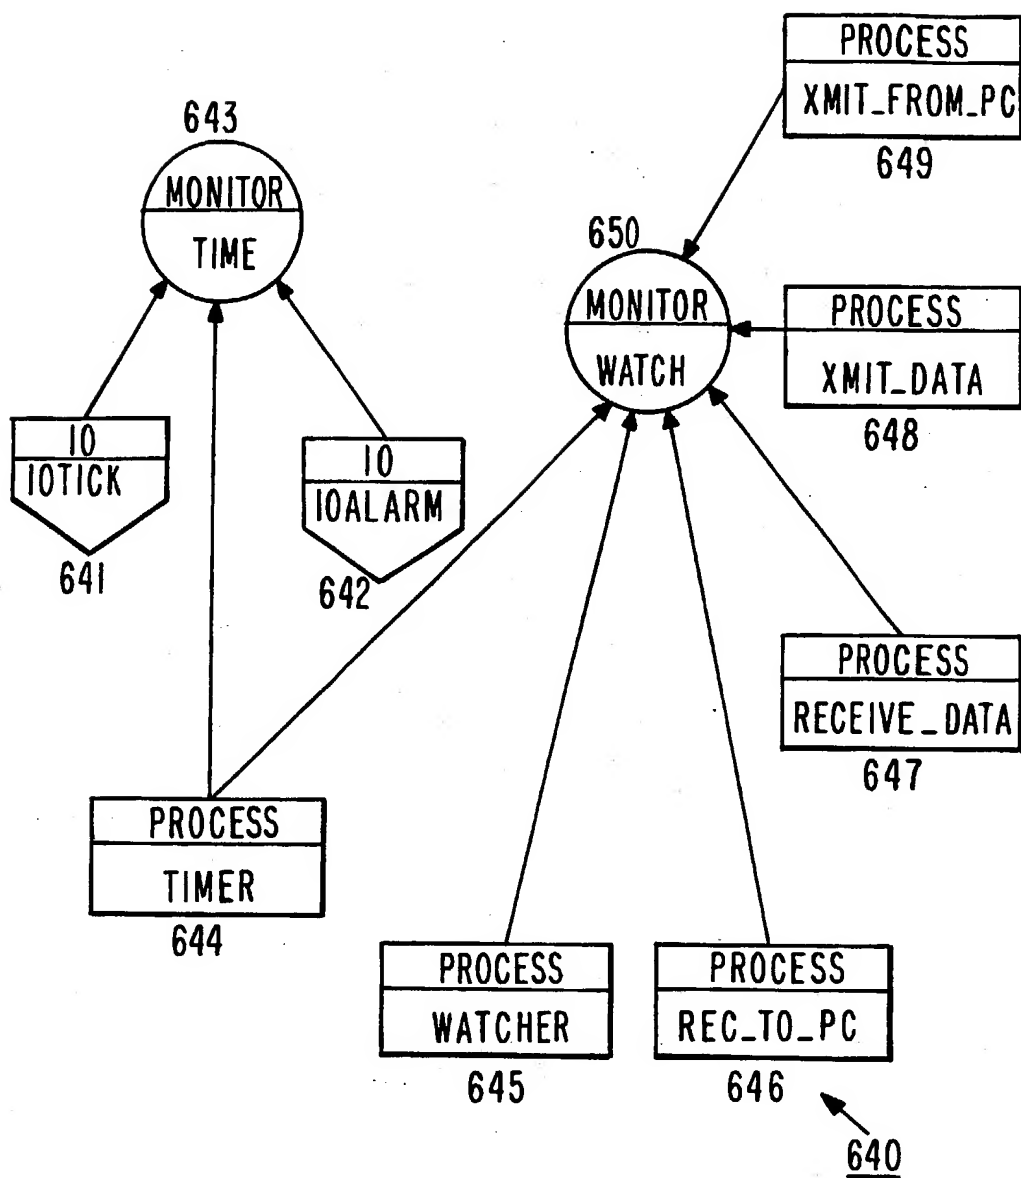 PROCESS
XMIT_FROM_PC
649
643
MONITOR
TIME
650
MONITOR
WATCH
PROCESS
XMIT_DATA
648
IO
IOTICK
641
IO
IOALARM
642
PROCESS
RECEIVE_DATA
647
PROCESS
TIMER
644
PROCESS
WATCHER
645
PROCESS
REC_TO_PC
646
640